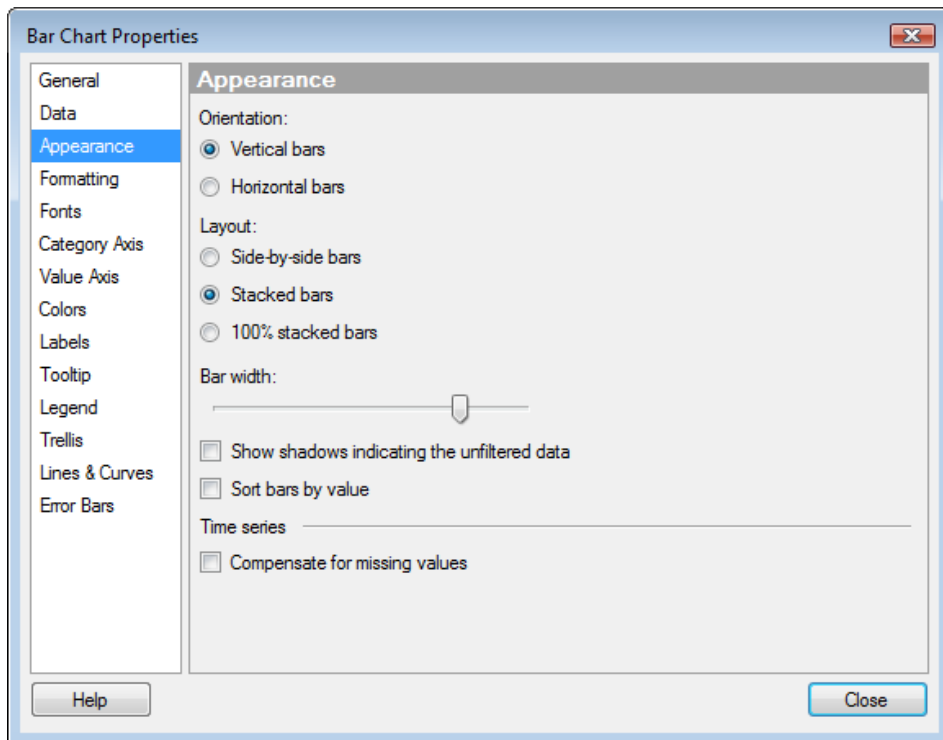 Bar Chart Properties
General
Data
Appearance
Formatting
Fonts
Category Axis
Value Axis
Colors
Labels
Tooltip
Legend
Trellis
Lines & Curves
Error Bars
Appearance
Orientation:
Vertical bars
Horizontal bars
Layout:
Side-by-side bars
Stacked bars
100% stacked bars
Bar width:
Show shadows indicating the unfiltered data
Sort bars by value
Time series
Compensate for missing values
Help
Close